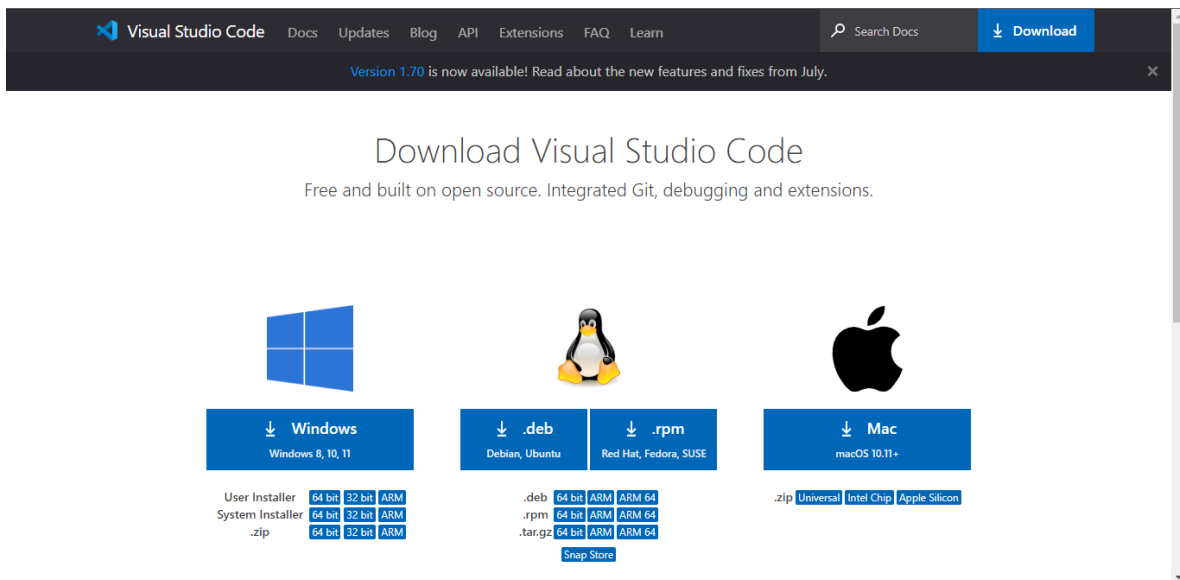 Visual Studio Code Docs Updates Blog API Extensions FAQ Learn Search Docs Download
Version 1.70 is now available! Read about the new features and fixes from July.
Download Visual Studio Code
Free and built on open source. Integrated Git, debugging and extensions.
Windows
Windows 8, 10, 11
User Installer 64 bit 32 bit ARM
System Installer 64 bit 32 bit ARM
.zip 64 bit 32 bit ARM
.deb
Debian, Ubuntu
.rpm
Red Hat, Fedora, SUSE
.deb 64 bit ARM ARM 64
.rpm 64 bit ARM ARM 64
.tar.gz 64 bit ARM ARM 64
Snap Store
Mac
macOS 10.11+
.zip Universal Intel Chip Apple Silicon